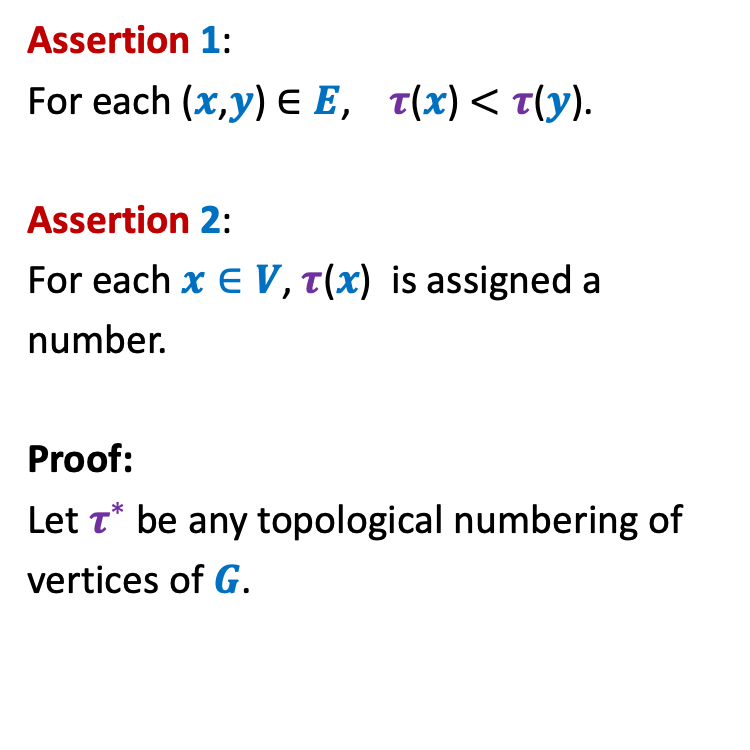 Assertion 1:
For each (x,y) ∈ E, τ(x) < τ(y).
Assertion 2:
For each x ∈ V, τ(x) is assigned a
number.
Proof:
Let τ* be any topological numbering of
vertices of G.